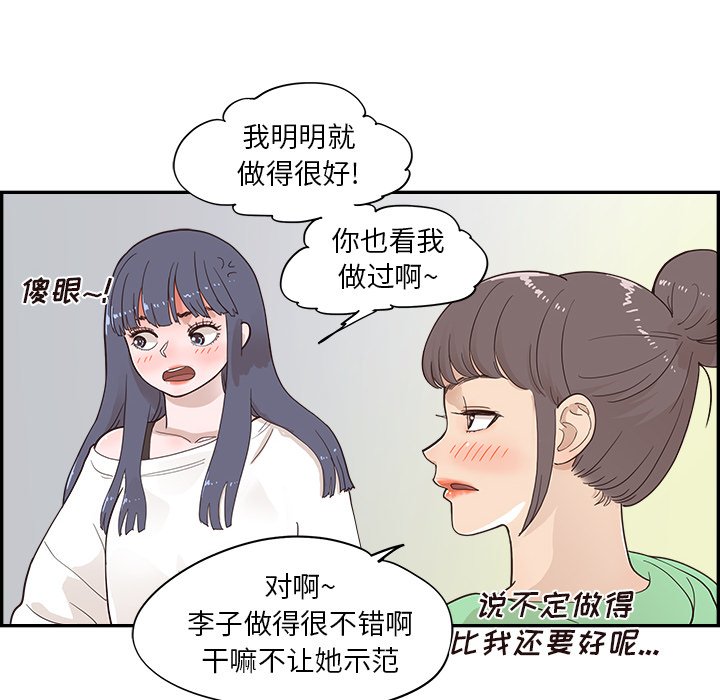 我明明就
做得很好!
你也看我
做过啊~
傻眼~!
对啊~
李子做得很不错啊
干嘛不让她示范
说不定做得
比我还要好呢...